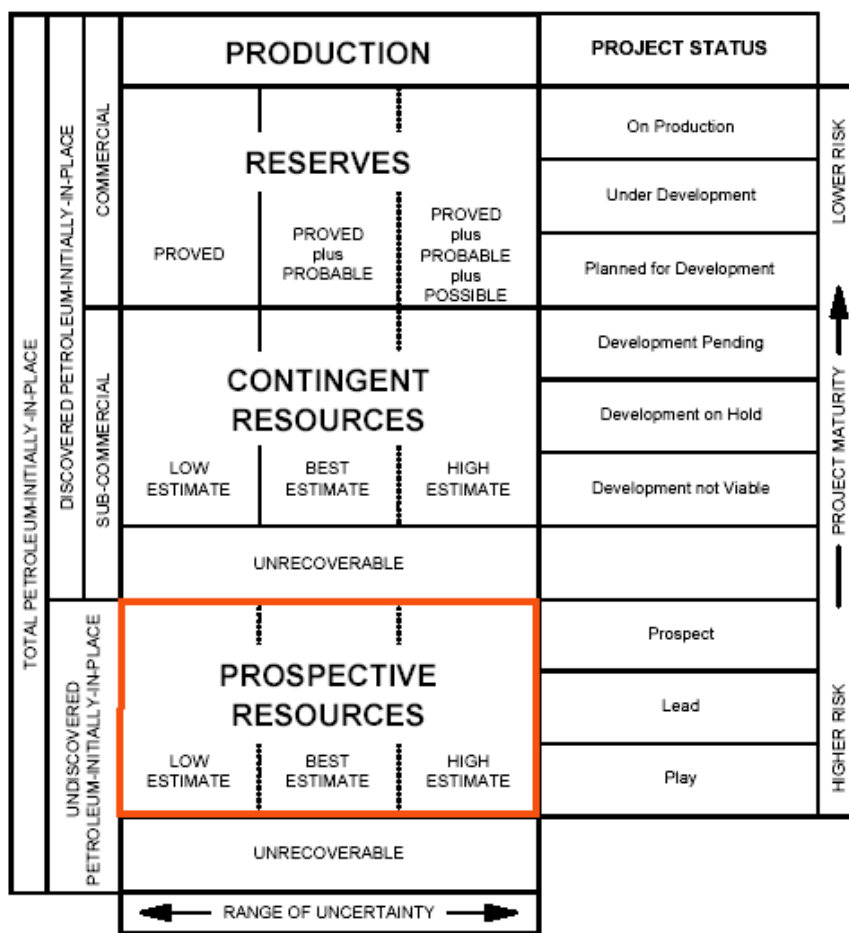 PRODUCTION
PROJECT STATUS
TOTAL PETROLEUM-INITIALLY-IN-PLACE
DISCOVERED PETROLEUM-INITIALLY-IN-PLACE
COMMERCIAL
RESERVES
PROVED
PROVED
plus
PROBABLE
PROVED
plus
PROBABLE
plus
POSSIBLE
On Production
Under Development
Planned for Development
LOWER RISK
SUB-COMMERCIAL
CONTINGENT
RESOURCES
LOW
ESTIMATE
BEST
ESTIMATE
HIGH
ESTIMATE
Development Pending
Development on Hold
Development not Viable
PROJECT MATURITY
UNRECOVERABLE
UNDISCOVERED
PETROLEUM-INITIALLY-IN-PLACE
PROSPECTIVE
RESOURCES
LOW
ESTIMATE
BEST
ESTIMATE
HIGH
ESTIMATE
Prospect
Lead
Play
HIGHER RISK
UNRECOVERABLE
RANGE OF UNCERTAINTY